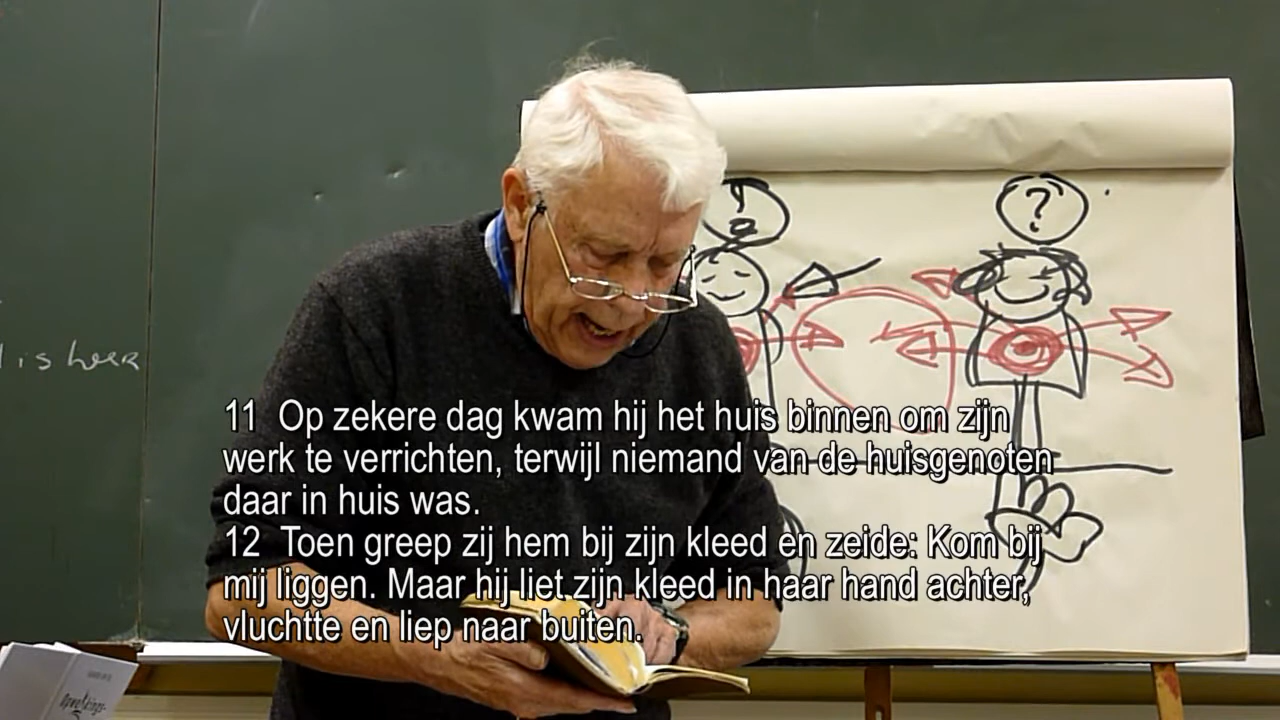 is heer
?
11 Op zekere dag kwam hij het huis binnen om zijn
werk te verrichten, terwijl niemand van de huisgenoten
daar in huis was.
12 Toen greep zij hem bij zijn kleed en zeide: Kom bij
mij liggen. Maar hij liet zijn kleed in haar hand achter,
vluchtte en liep naar buiten.
Opwekkings-